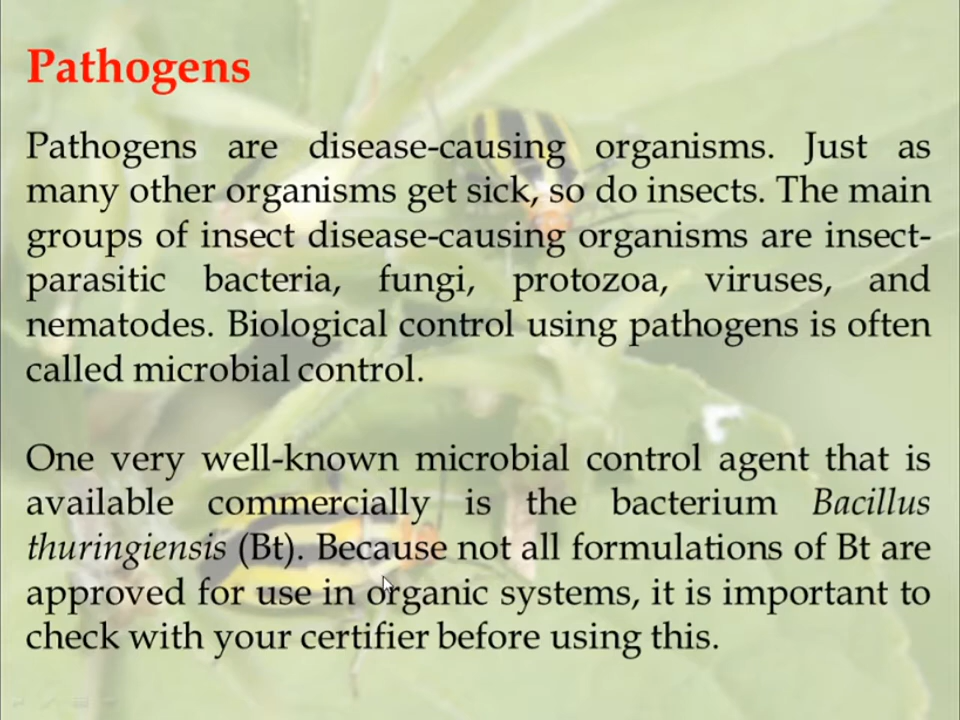 Pathogens
Pathogens are disease-causing organisms. Just as
many other organisms get sick, so do insects. The main
groups of insect disease-causing organisms are insect-
parasitic bacteria, fungi, protozoa, viruses, and
nematodes. Biological control using pathogens is often
called microbial control.
One very well-known microbial control agent that is
available commercially is the bacterium Bacillus
thuringiensis (Bt). Because not all formulations of Bt are
approved for use in organic systems, it is important to
check with your certifier before using this.